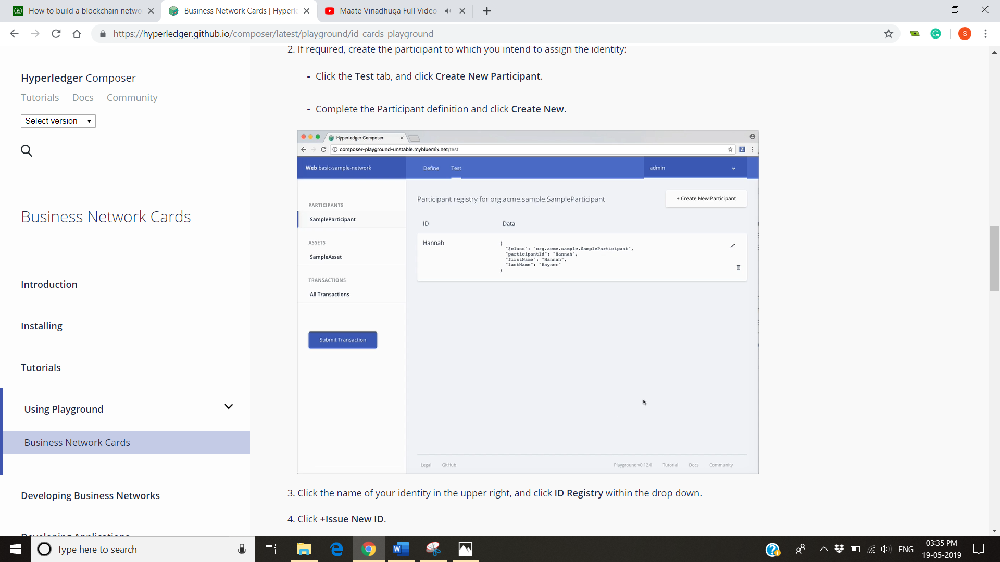 How to build a blockchain netwo
Business Network Cards | Hyperle
Maate Vinadhuga Full Video
https://hyperledger.github.io/composer/latest/playground/id-cards-playground
S
Hyperledger Composer
Tutorials Docs Community
Select version
Business Network Cards
Introduction
Installing
Tutorials
Using Playground
Business Network Cards
Developing Business Networks
Developing Applications
2. If required, create the participant to which you intend to assign the identity:
- Click the Test tab, and click Create New Participant.
- Complete the Participant definition and click Create New.
Hyperledger Composer
composer-playground-unstable.mybluemix.net/test
Z
Web basic-sample-network
Define Test
admin
PARTICIPANTS
SampleParticipant
ASSETS
SampleAsset
TRANSACTIONS
All Transactions
Submit Transaction
Participant registry for org.acme.sample.SampleParticipant
+ Create New Participant
ID Data
Hannah
{
"$class": "org.acme.sample.SampleParticipant",
"participantId": "Hannah",
"firstName": "Hannah",
"lastName": "Rayner"
}
Legal GitHub
Playground v0.12.0 Tutorial Docs Community
3. Click the name of your identity in the upper right, and click ID Registry within the drop down.
4. Click +Issue New ID.
Type here to search
ENG
03:35 PM
19-05-2019